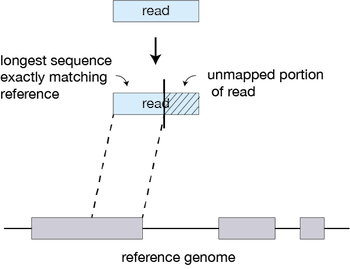 read
longest sequence
exactly matching
reference
unmapped portion
of read
read
reference genome